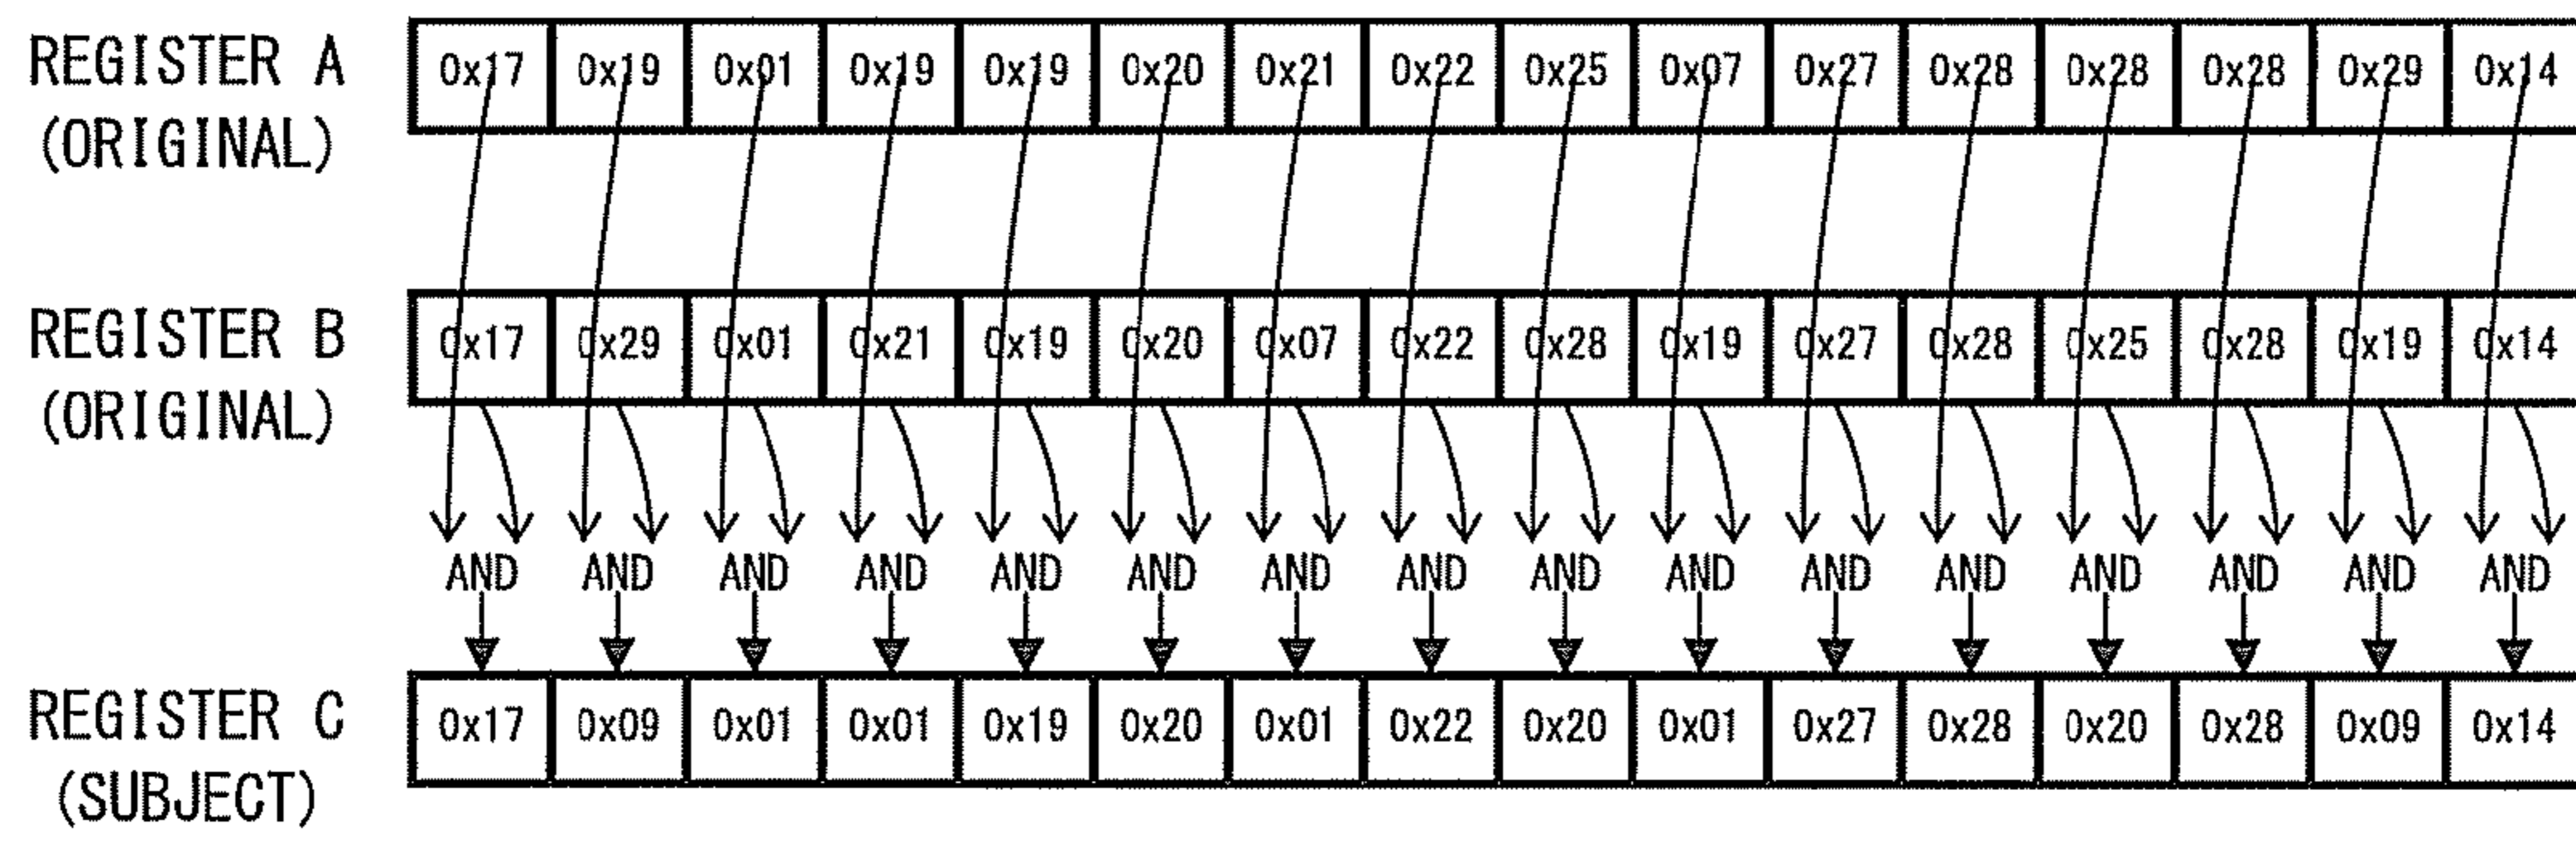 REGISTER A 0x17 0x19 0x01 0x19 0x19 0x20 0x21 0x22 0x25 0x07 0x27 0x28 0x28 0x28 0x29 0x14
(ORIGINAL)
REGISTER B 0x17 0x29 0x01 0x21 0x19 0x20 0x07 0x22 0x28 0x19 0x27 0x28 0x25 0x28 0x19 0x14
(ORIGINAL)
AND AND AND AND AND AND AND AND AND AND AND AND AND AND AND AND
REGISTER C 0x17 0x09 0x01 0x01 0x19 0x20 0x01 0x22 0x20 0x01 0x27 0x28 0x20 0x28 0x09 0x14
(SUBJECT)